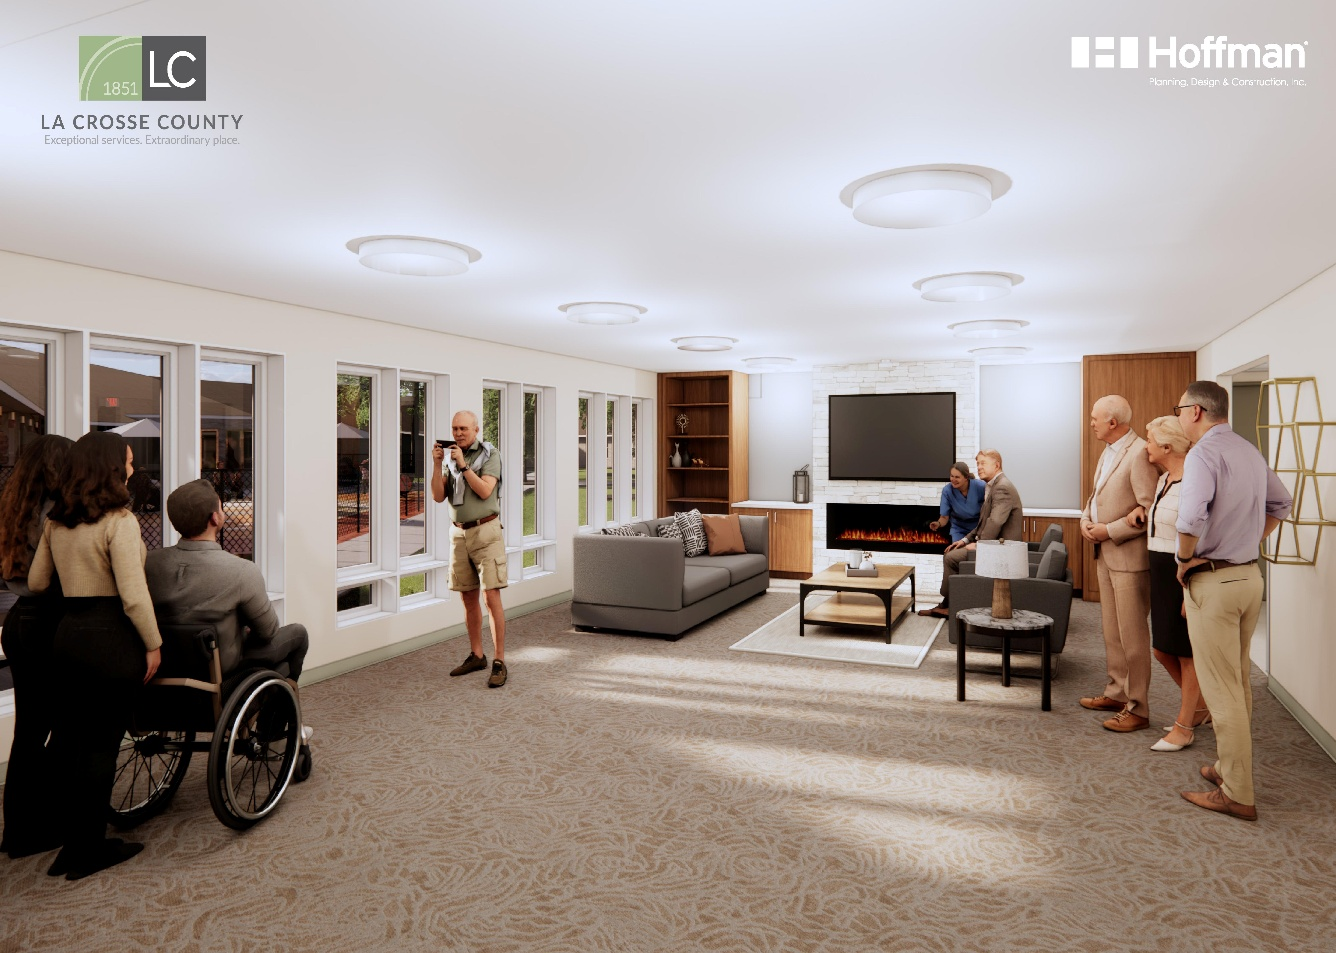 1851 LC
LA CROSSE COUNTY
Exceptional services. Extraordinary place.
Hoffman
Planning, Design & Construction, Inc.